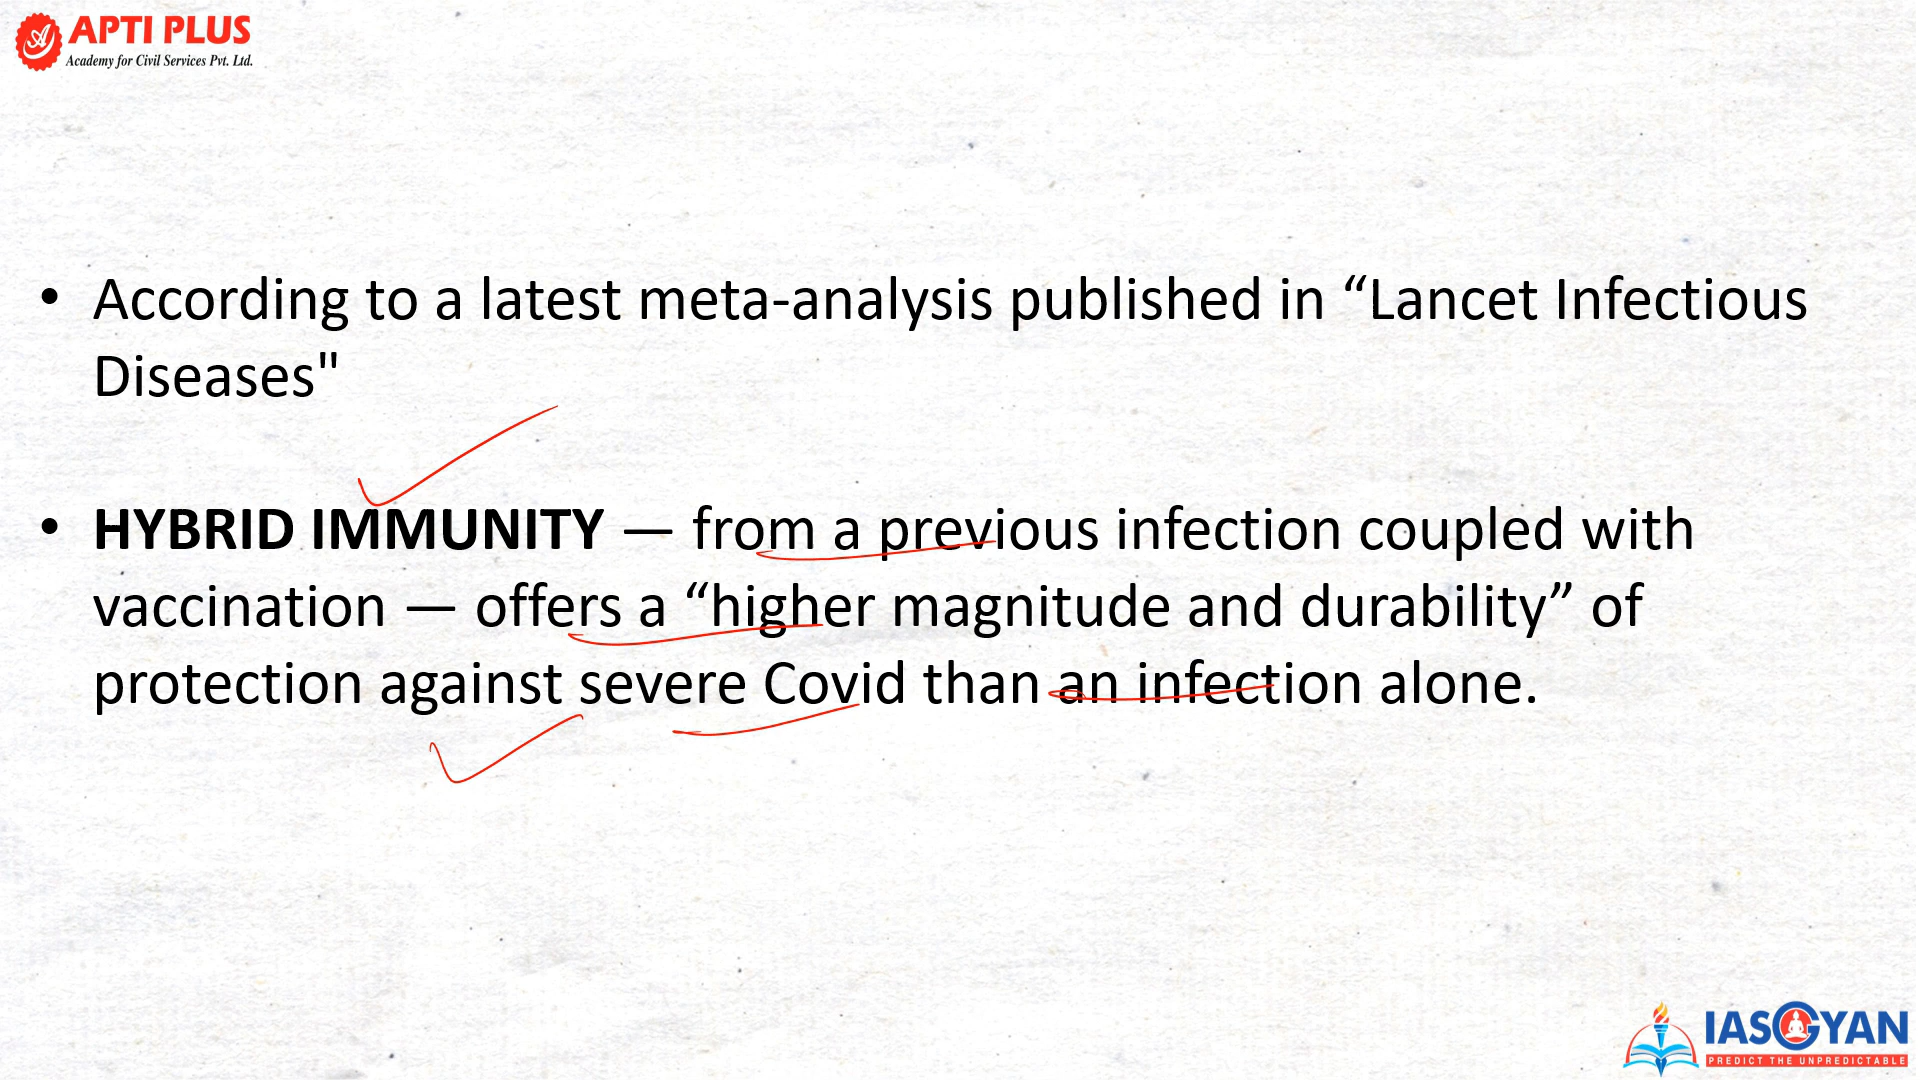 APTI PLUS
Academy for Civil Services Pvt. Ltd.
• According to a latest meta-analysis published in “Lancet Infectious
Diseases"
• HYBRID IMMUNITY — from a previous infection coupled with
vaccination — offers a “higher magnitude and durability” of
protection against severe Covid than an infection alone.
IASGYAN
PREDICT THE UNPREDICTABLE